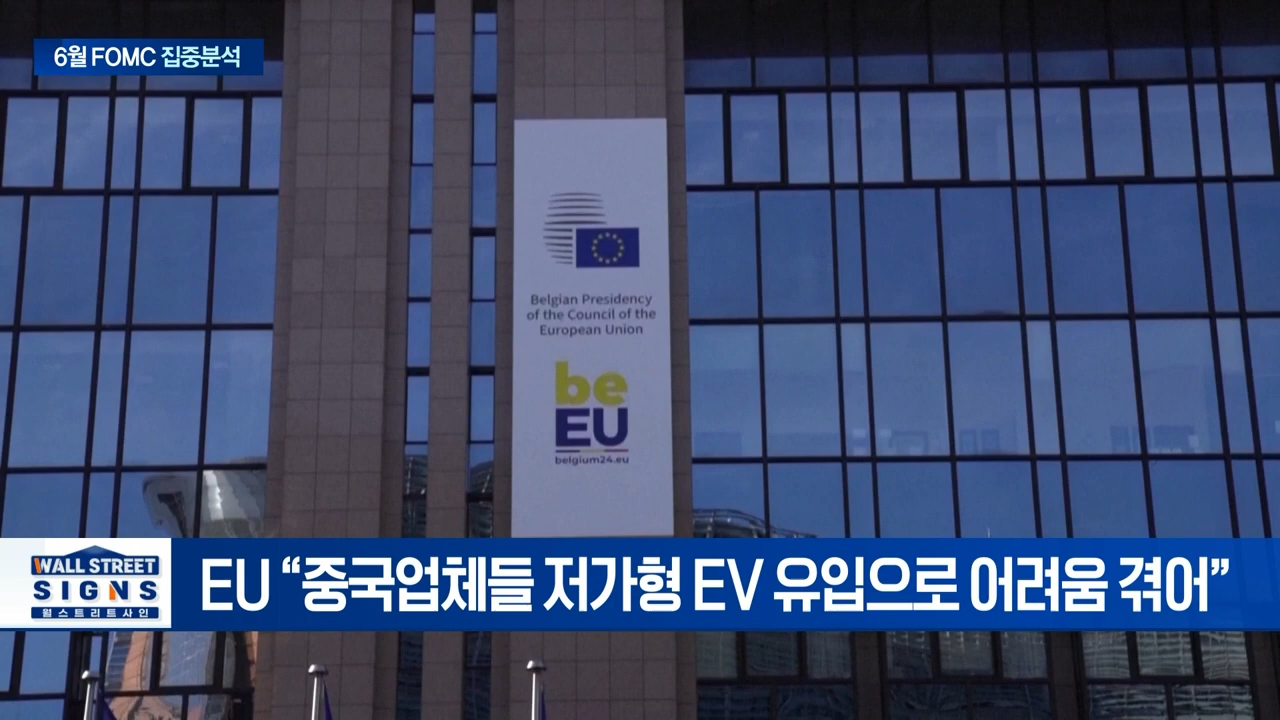 6월 FOMC 집중분석
Belgian Presidency
of the Council of the
European Union
be
EU
belgium24.eu
WALL STREET
SIGNS
월스트리트사인
EU “중국업체들 저가형 EV 유입으로 어려움 겪어”